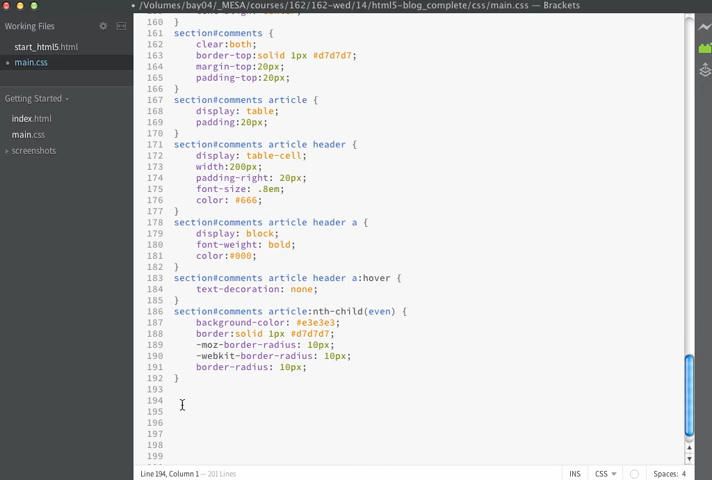 • /Volumes/bay04/_MESA/courses/162/162-wed/14/html5-blog_complete/css/main.css — Brackets
Working Files
start_html5.html
• main.css
Getting Started
index.html
main.css
screenshots
160 }
161 section#comments {
162 clear:both;
163 border-top:solid 1px #d7d7d7;
164 margin-top:20px;
165 padding-top:20px;
166 }
167 section#comments article {
168 display: table;
169 padding:20px;
170 }
171 section#comments article header {
172 display: table-cell;
173 width:200px;
174 padding-right: 20px;
175 font-size: .8em;
176 color: #666;
177 }
178 section#comments article header a {
179 display: block;
180 font-weight: bold;
181 color:#000;
182 }
183 section#comments article header a:hover {
184 text-decoration: none;
185 }
186 section#comments article:nth-child(even) {
187 background-color: #e3e3e3;
188 border:solid 1px #d7d7d7;
189 -moz-border-radius: 10px;
190 -webkit-border-radius: 10px;
191 border-radius: 10px;
192 }
193
194
195
196
197
198
199
Line 194, Column 1 — 201 Lines
INS
CSS
Spaces: 4